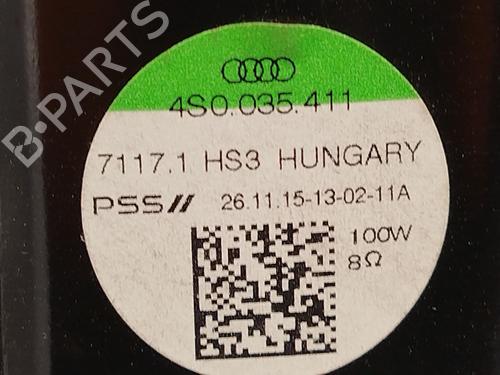 B-PARTS
4S0.035.411
7117.1 HS3 HUNGARY
PSS// 26.11.15-13-02-11A
100W
8Ω